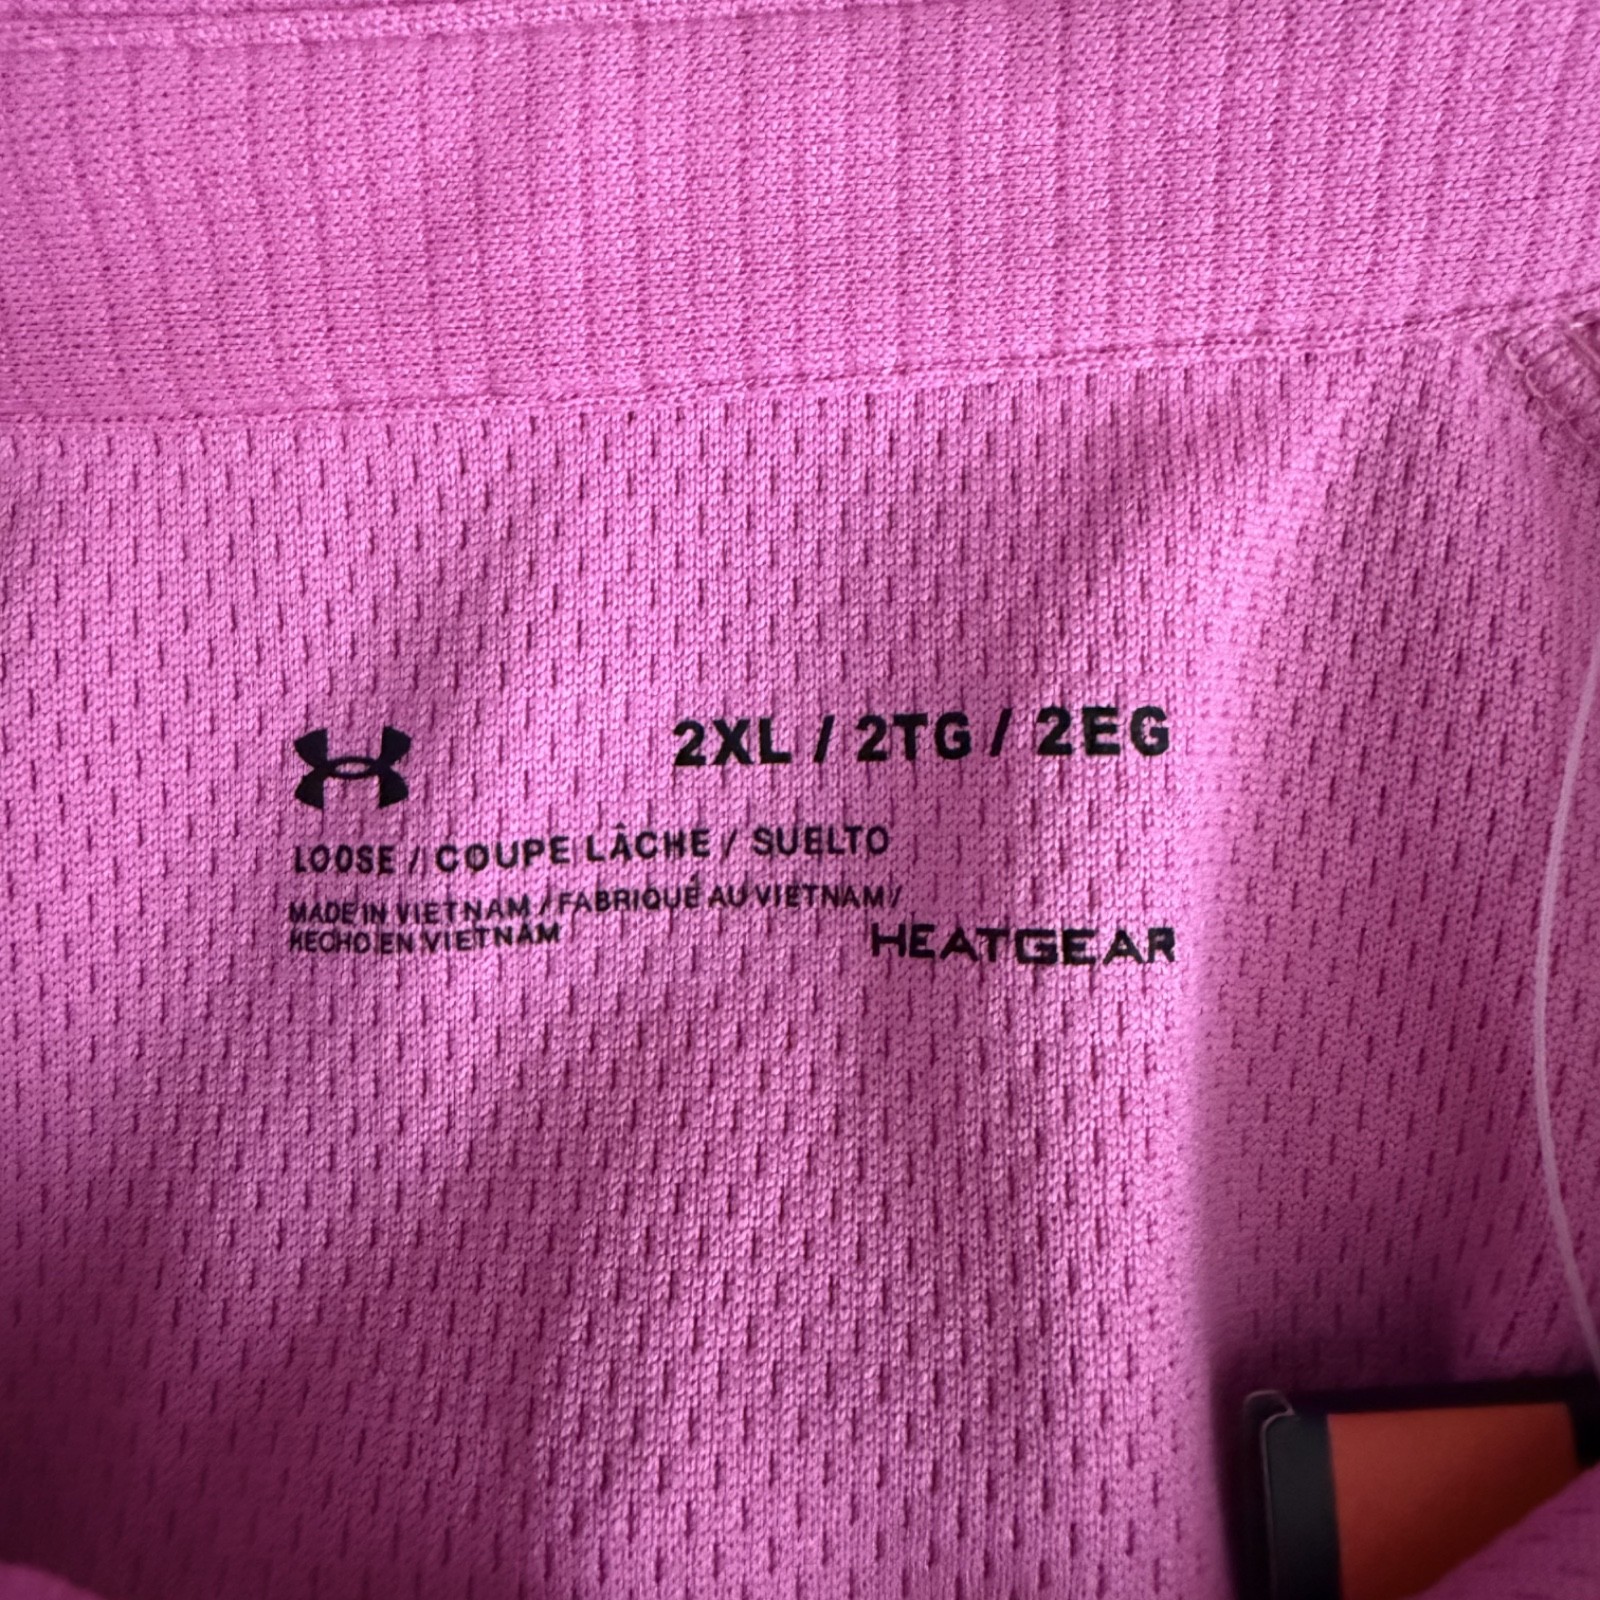 2XL / 2TG / 2EG
LOOSE / COUPE LÂCHE / SUELTO
MADE IN VIETNAM / FABRIQUÉ AU VIETNAM /
HECHO EN VIETNAM
HEATGEAR